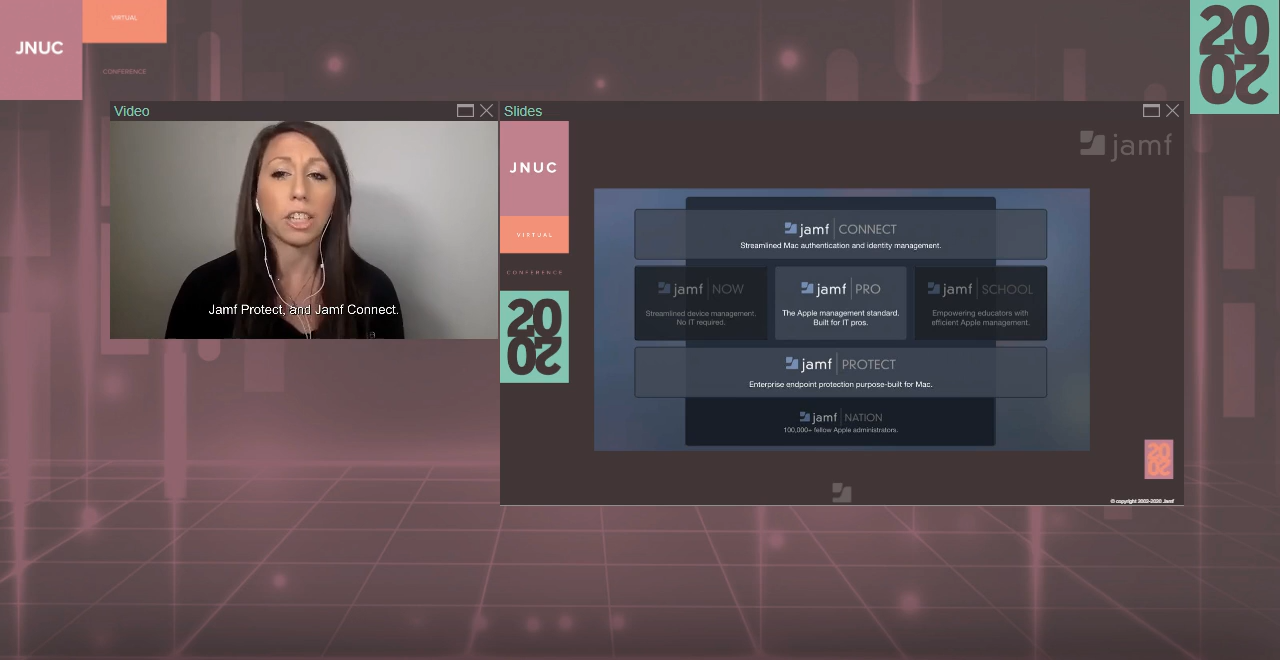 JNUC
VIRTUAL
CONFERENCE
2020
Video
Jamf Protect, and Jamf Connect.
Slides
JNUC
VIRTUAL
CONFERENCE
2020
jamf
jamf | CONNECT
Streamlined Mac authentication and identity management.
jamf | NOW
Streamlined device management.
No IT required.
jamf | PRO
The Apple management standard.
Built for IT pros.
jamf | SCHOOL
Empowering educators with
efficient Apple management.
jamf | PROTECT
Enterprise endpoint protection purpose-built for Mac.
jamf | NATION
100,000+ fellow Apple administrators.
2020
© copyright 2002-2020 Jamf